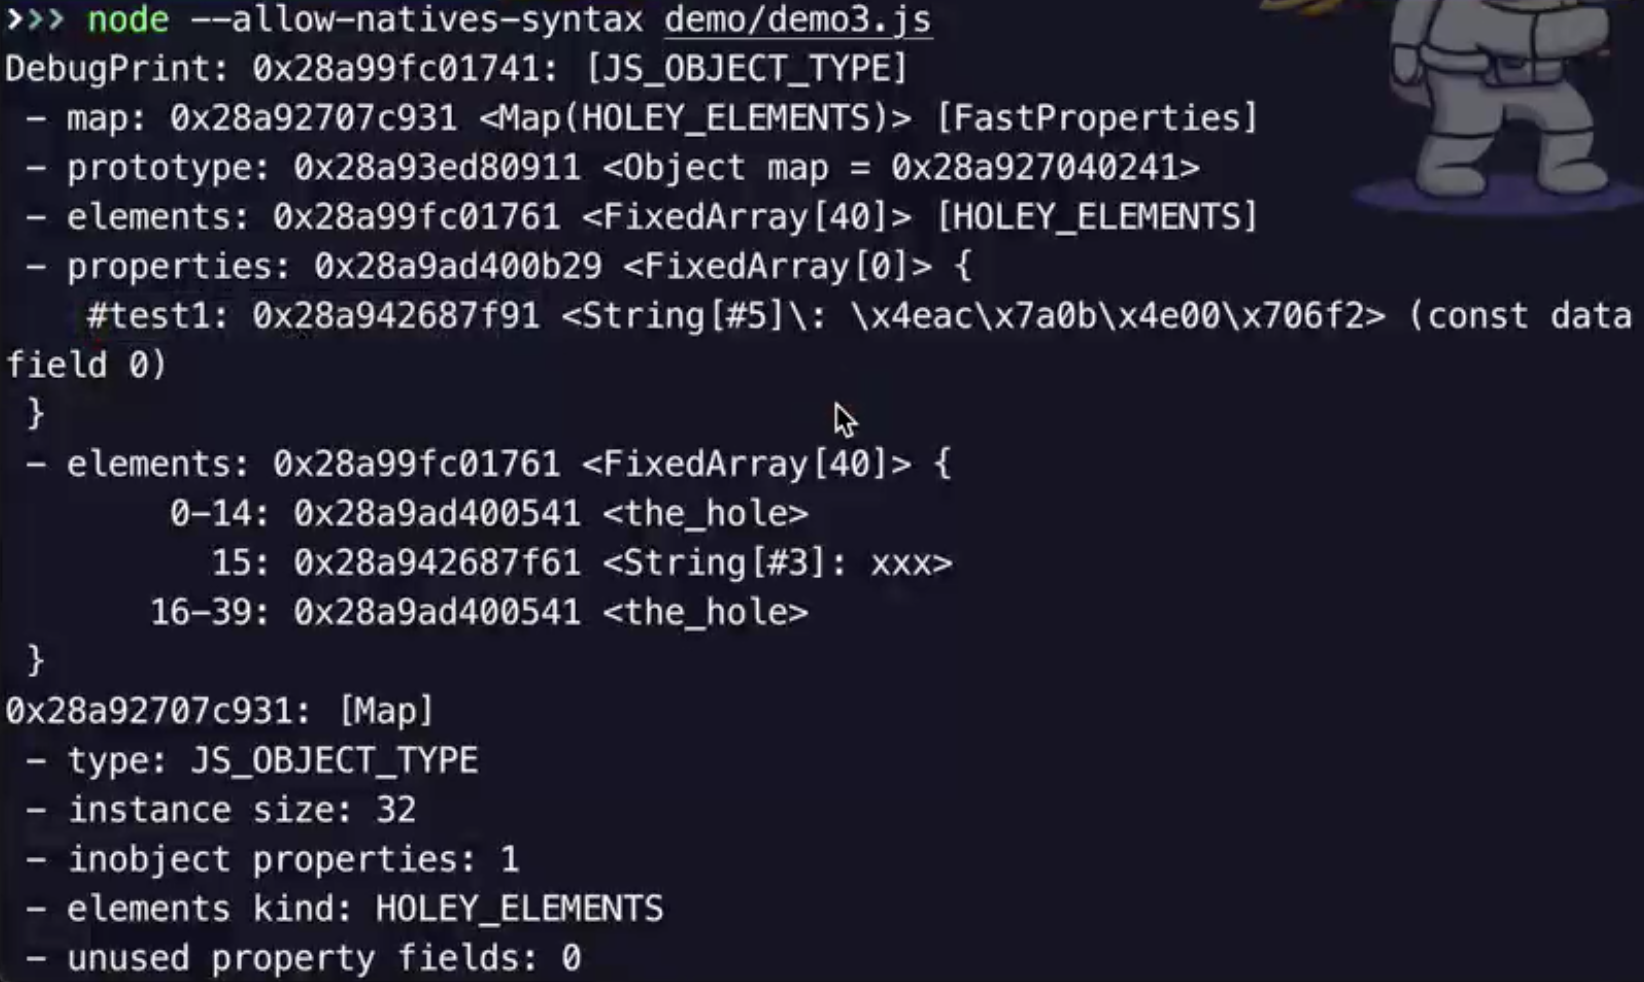 >>> node --allow-natives-syntax demo/demo3.js
DebugPrint: 0x28a99fc01741: [JS_OBJECT_TYPE]
 - map: 0x28a92707c931 <Map(HOLEY_ELEMENTS)> [FastProperties]
 - prototype: 0x28a93ed80911 <Object map = 0x28a927040241>
 - elements: 0x28a99fc01761 <FixedArray[40]> [HOLEY_ELEMENTS]
 - properties: 0x28a9ad400b29 <FixedArray[0]> {
    #test1: 0x28a942687f91 <String[#5]\: \x4eac\x7a0b\x4e00\x706f2> (const data
field 0)
 }
 - elements: 0x28a99fc01761 <FixedArray[40]> {
        0-14: 0x28a9ad400541 <the_hole>
          15: 0x28a942687f61 <String[#3]: xxx>
       16-39: 0x28a9ad400541 <the_hole>
 }
0x28a92707c931: [Map]
 - type: JS_OBJECT_TYPE
 - instance size: 32
 - inobject properties: 1
 - elements kind: HOLEY_ELEMENTS
 - unused property fields: 0